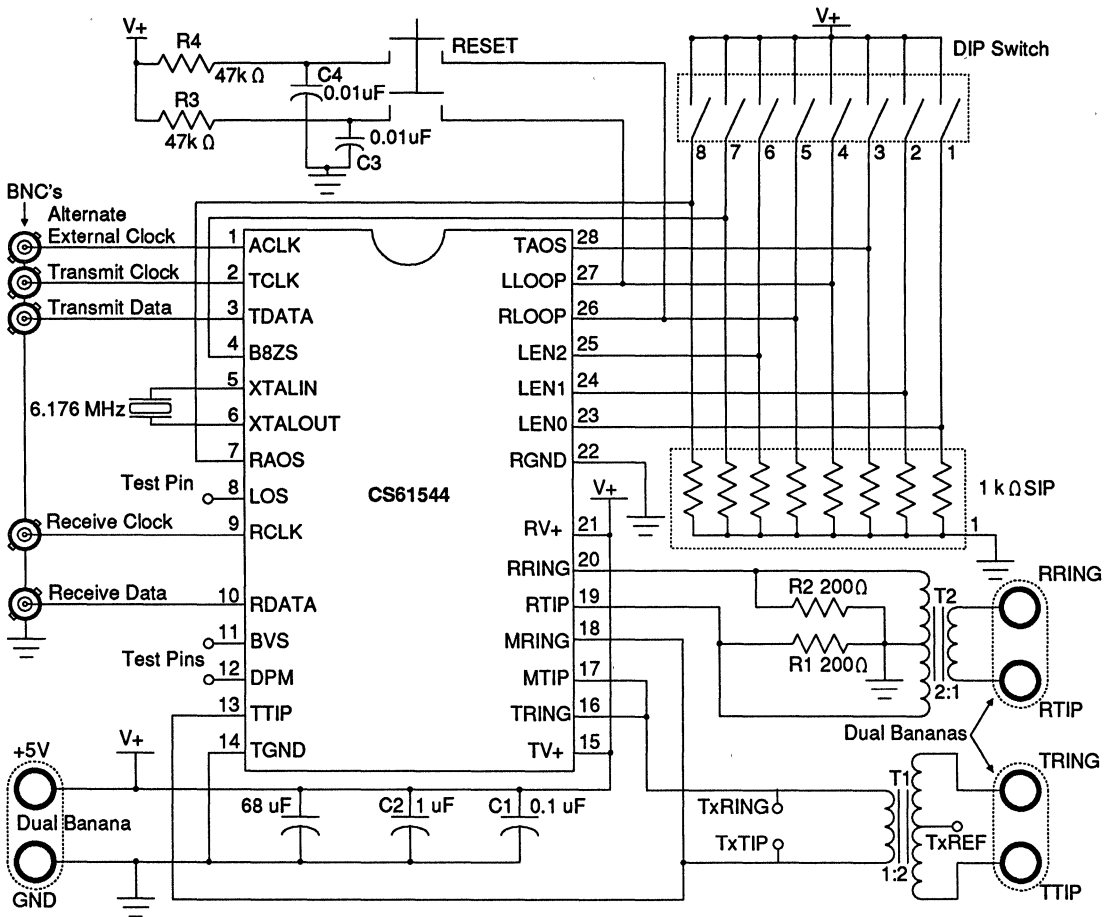 V+
R4
47k Ω
R3
47k Ω
C4
0.01uF
0.01uF
C3
RESET
V+
DIP Switch
8 7 6 5 4 3 2 1
BNC's
Alternate
External Clock
Transmit Clock
Transmit Data
6.176 MHz
Test Pin
Receive Clock
Receive Data
Test Pins
1 ACLK
2 TCLK
3 TDATA
4 B8ZS
5 XTALIN
6 XTALOUT
7 RAOS
8 LOS
9 RCLK
10 RDATA
11 BVS
12 DPM
13 TTIP
14 TGND
CS61544
TAOS 28
LLOOP 27
RLOOP 26
LEN2 25
LEN1 24
LEN0 23
RGND 22
RV+ 21
RRING 20
RTIP 19
MRING 18
MTIP 17
TRING 16
TV+ 15
V+
1 k Ω SIP
1
R2 200Ω
R1 200Ω
T2
2:1
RRING
RTIP
Dual Bananas
TRING
TTIP
T1
1:2
TxRING
TxTIP
TxREF
+5V
V+
Dual Banana
GND
68 uF
C2 1 uF
C1 0.1 uF